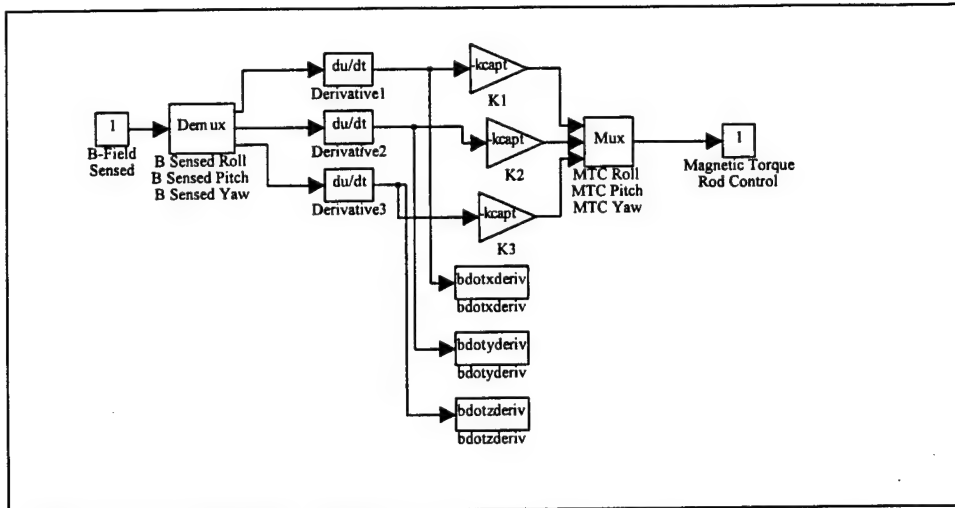 1
B-Field
Sensed
Demux
B Sensed Roll
B Sensed Pitch
B Sensed Yaw
du/dt
Derivative1
du/dt
Derivative2
du/dt
Derivative3
-kcapt
K1
-kcapt
K2
-kcapt
K3
Mux
MTC Roll
MTC Pitch
MTC Yaw
1
Magnetic Torque
Rod Control
bdotxderiv
bdotxderiv
bdotyderiv
bdotyderiv
bdotzderiv
bdotzderiv